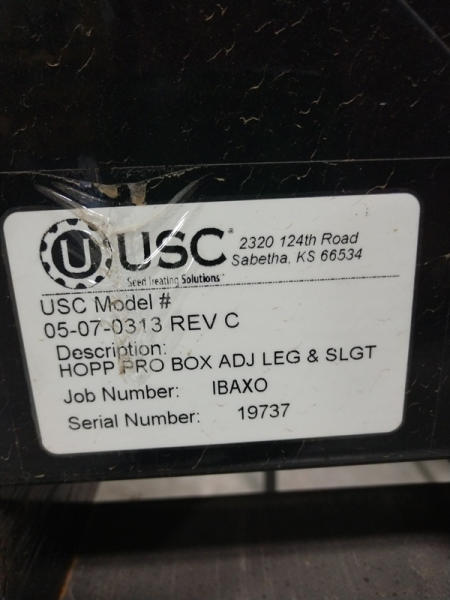 U USC®
2320 124th Road
Sabetha, KS 66534
Seed Treating Solutions™
USC Model #
05-07-0313 REV C
Description:
HOPP PRO BOX ADJ LEG & SLGT
Job Number: IBAXO
Serial Number: 19737